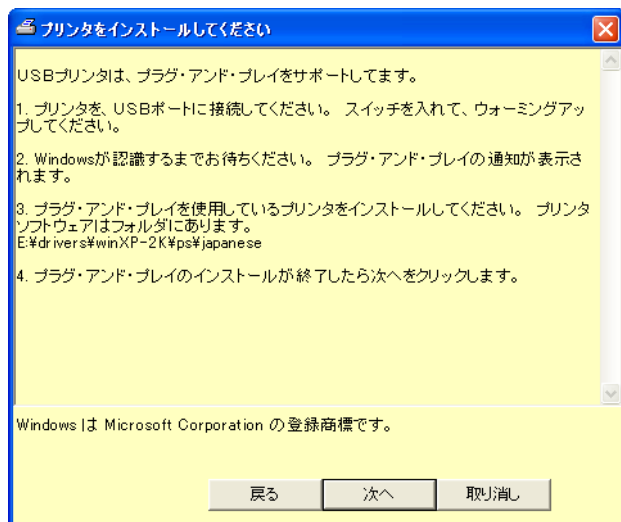 プリンタをインストールしてください
USBプリンタは、プラグ・アンド・プレイをサポートしてます。
1. プリンタを、USBポートに接続してください。 スイッチを入れて、ウォーミングアッ
プしてください。
2. Windowsが認識するまでお待ちください。 プラグ・アンド・プレイの通知が表示さ
れます。
3. プラグ・アンド・プレイを使用しているプリンタをインストールしてください。 プリンタ
ソフトウェアはフォルダにあります。
E:¥drivers¥winXP-2K¥ps¥japanese
4. プラグ・アンド・プレイのインストールが終了したら次へをクリックします。
Windows は Microsoft Corporation の登録商標です。
戻る 次へ 取り消し